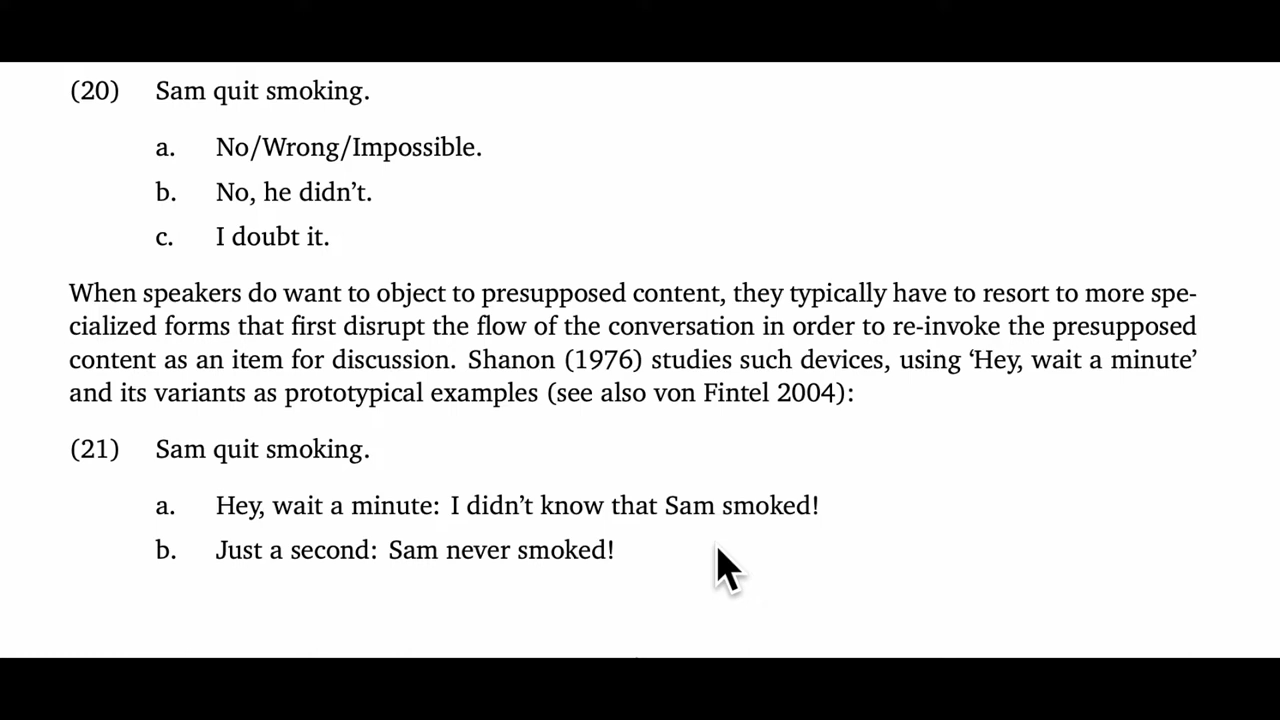 (20) Sam quit smoking.
a. No/Wrong/Impossible.
b. No, he didn’t.
c. I doubt it.
When speakers do want to object to presupposed content, they typically have to resort to more spe-
cialized forms that first disrupt the flow of the conversation in order to re-invoke the presupposed
content as an item for discussion. Shanon (1976) studies such devices, using ‘Hey, wait a minute’
and its variants as prototypical examples (see also von Fintel 2004):
(21) Sam quit smoking.
a. Hey, wait a minute: I didn’t know that Sam smoked!
b. Just a second: Sam never smoked!